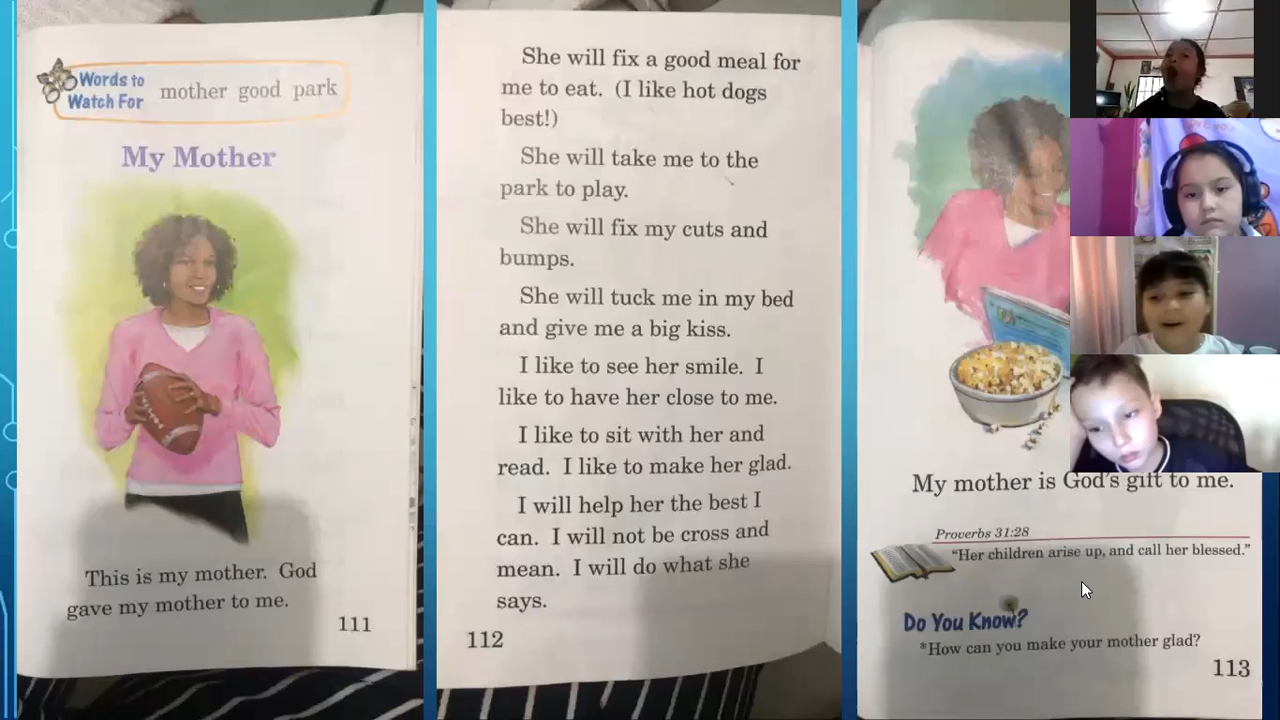 Words to
Watch For
mother good park
My Mother
This is my mother. God
gave my mother to me.
111
She will fix a good meal for
me to eat. (I like hot dogs
best!)
She will take me to the
park to play.
She will fix my cuts and
bumps.
She will tuck me in my bed
and give me a big kiss.
I like to see her smile. I
like to have her close to me.
I like to sit with her and
read. I like to make her glad.
I will help her the best I
can. I will not be cross and
mean. I will do what she
says.
112
My mother is God's gift to me.
Proverbs 31:28
"Her children arise up, and call her blessed."
Do You Know?
*How can you make your mother glad?
113